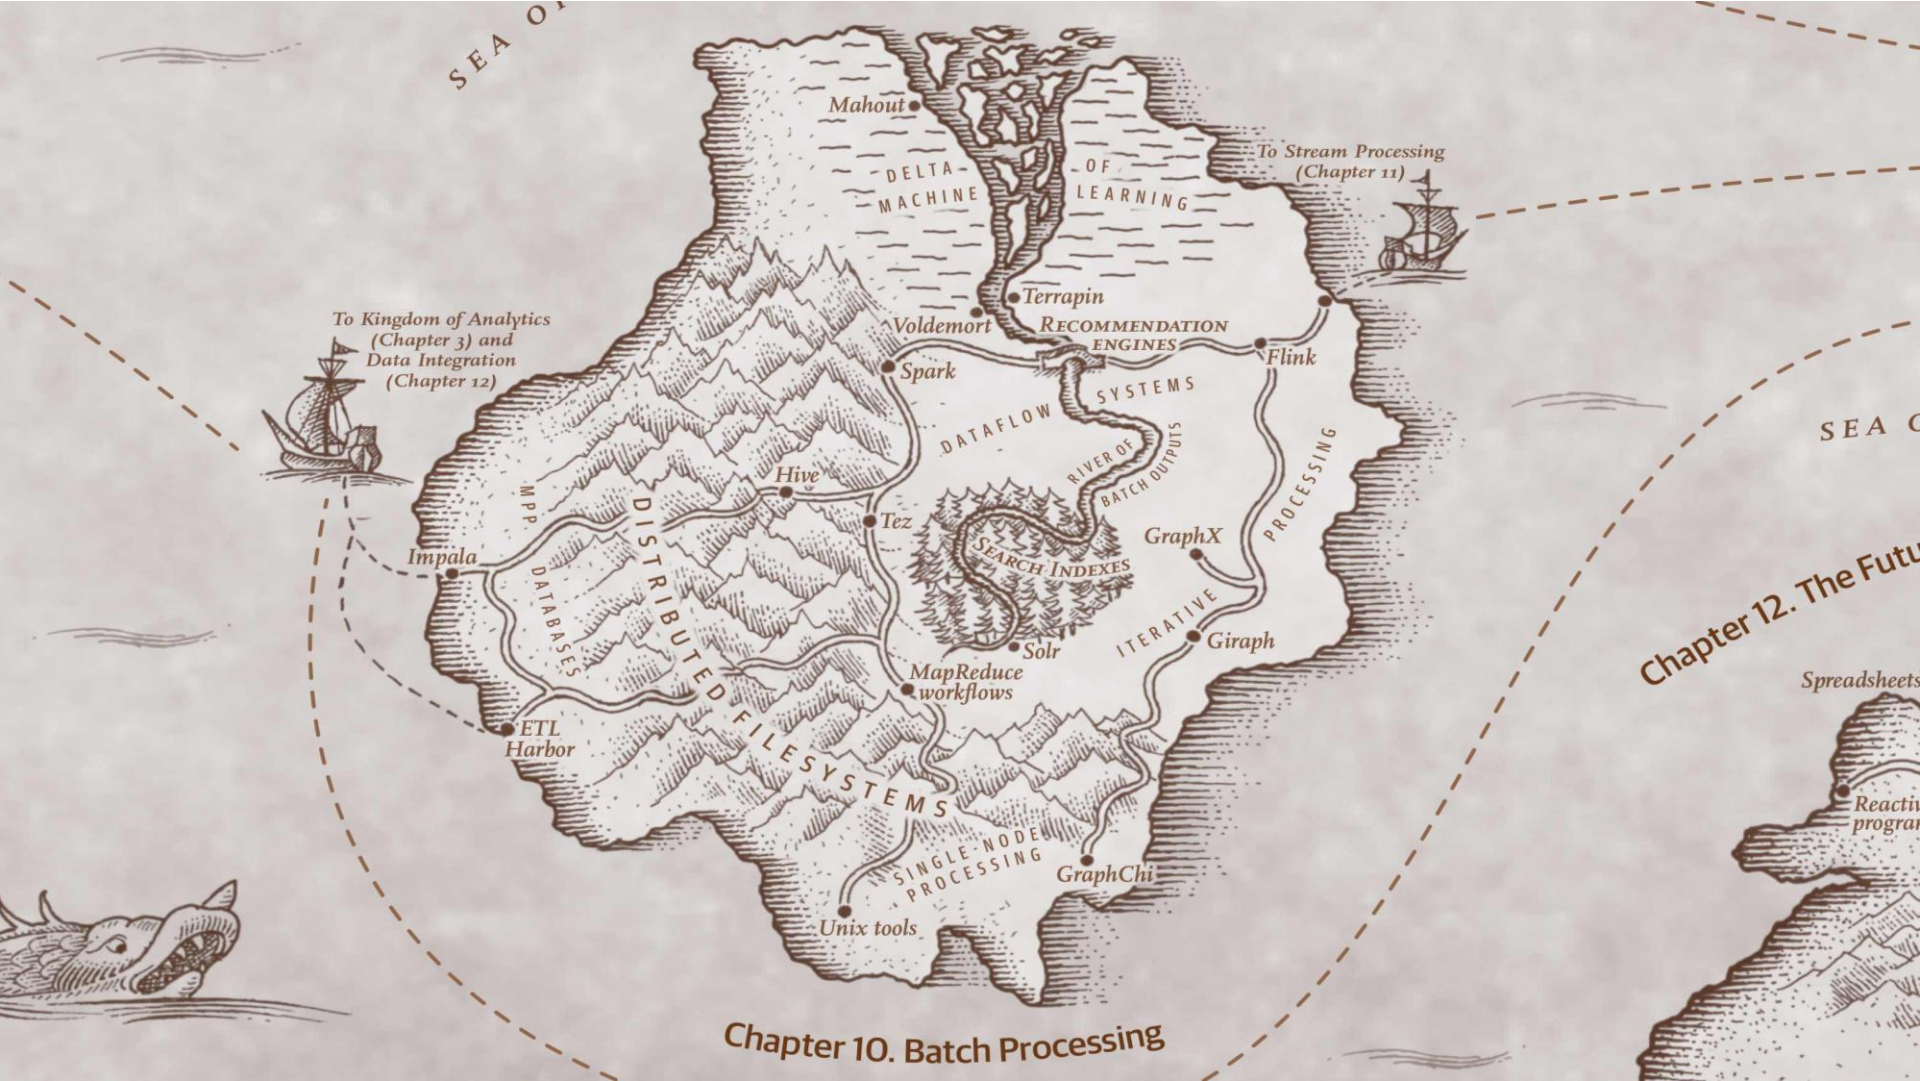 SEA
Mahout
DELTA
OF
MACHINE
LEARNING
To Stream Processing
(Chapter 11)
Terrapin
Voldemort
RECOMMENDATION
ENGINES
To Kingdom of Analytics
(Chapter 3) and
Data Integration
(Chapter 12)
Spark
Flink
DATAFLOW SYSTEMS
RIVER OF
BATCH OUTPUTS
SEA
Hive
MPP
DATABASES
DISTRIBUTED FILESYSTEMS
Tez
GraphX
ITERATIVE PROCESSING
SEARCH INDEXES
Impala
Solr
Giraph
MapReduce
workflows
ETL
Harbor
Chapter 12. The
Spreadsheets
SINGLE-NODE
PROCESSING
GraphChi
Unix tools
Chapter 10. Batch Processing